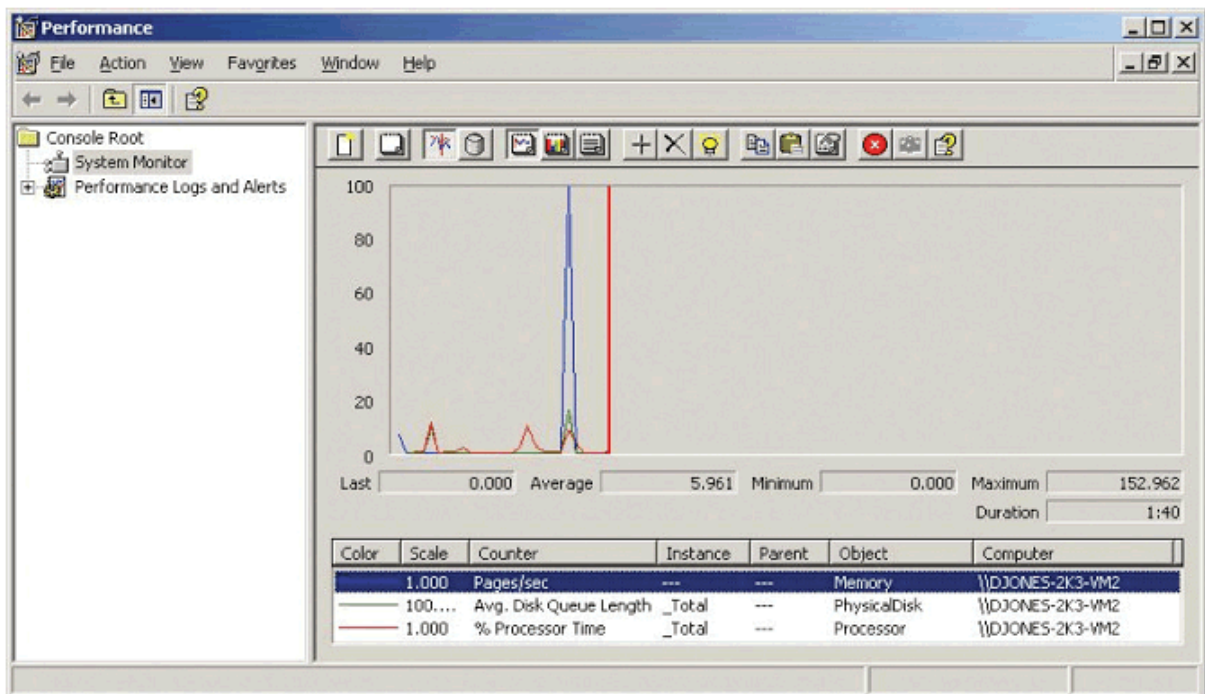 Performance
File Action View Favorites Window Help
Console Root
System Monitor
Performance Logs and Alerts
100
80
60
40
20
0
Last 0.000 Average 5.961 Minimum 0.000 Maximum 152.962
Duration 1:40
Color Scale Counter Instance Parent Object Computer
1.000 Pages/sec --- --- Memory \\DJONES-2K3-VM2
100.... Avg. Disk Queue Length _Total --- PhysicalDisk \\DJONES-2K3-VM2
1.000 % Processor Time _Total --- Processor \\DJONES-2K3-VM2